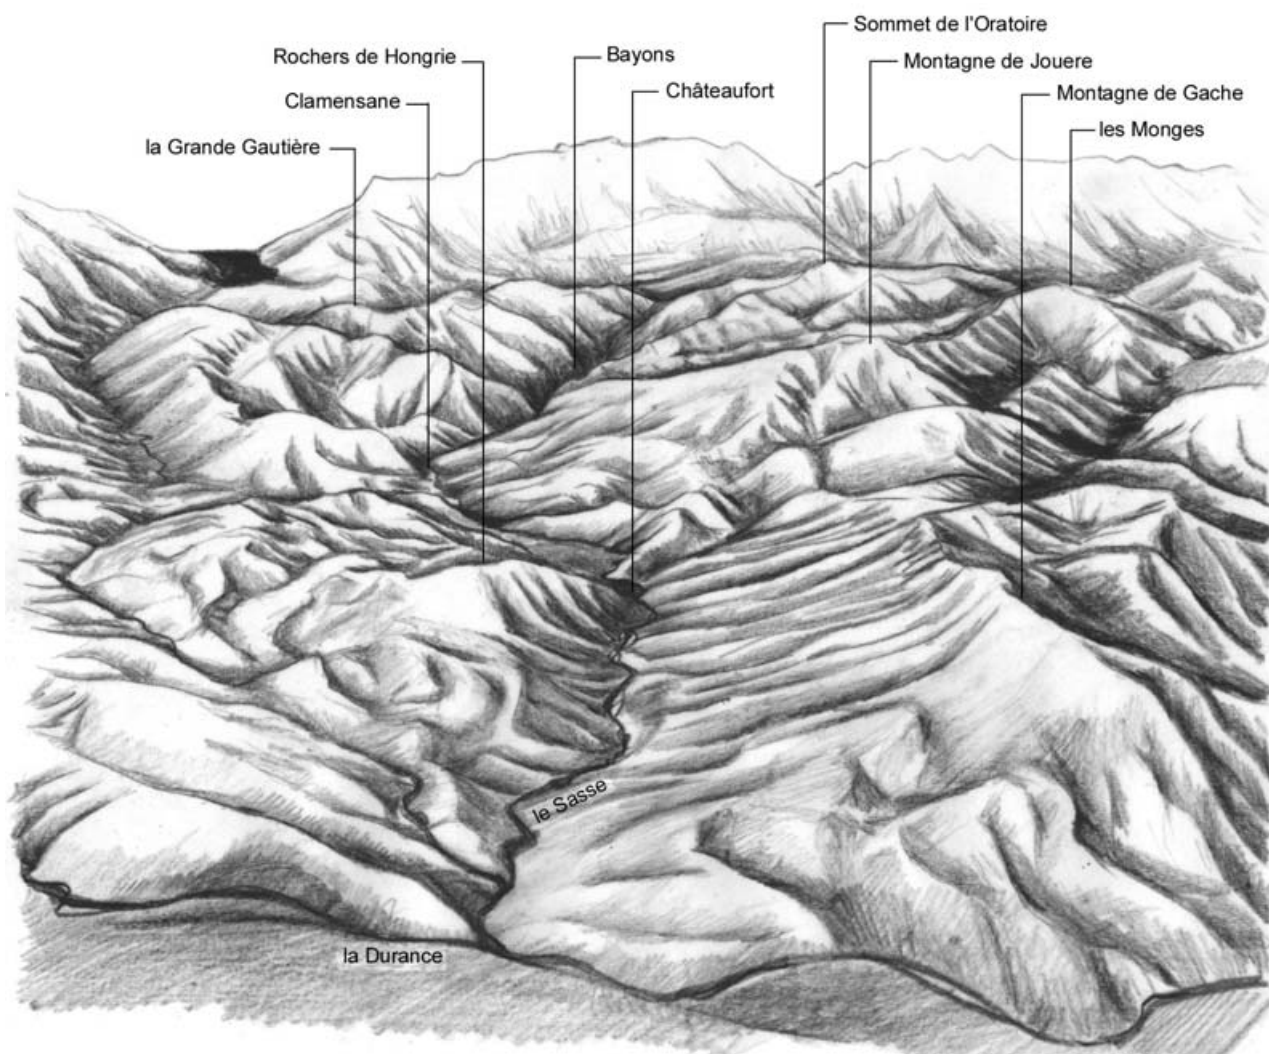 Sommet de l'Oratoire
Rochers de Hongrie
Bayons
Montagne de Jouere
Clamensane
Châteaufort
Montagne de Gache
la Grande Gautière
les Monges
le Sasse
la Durance